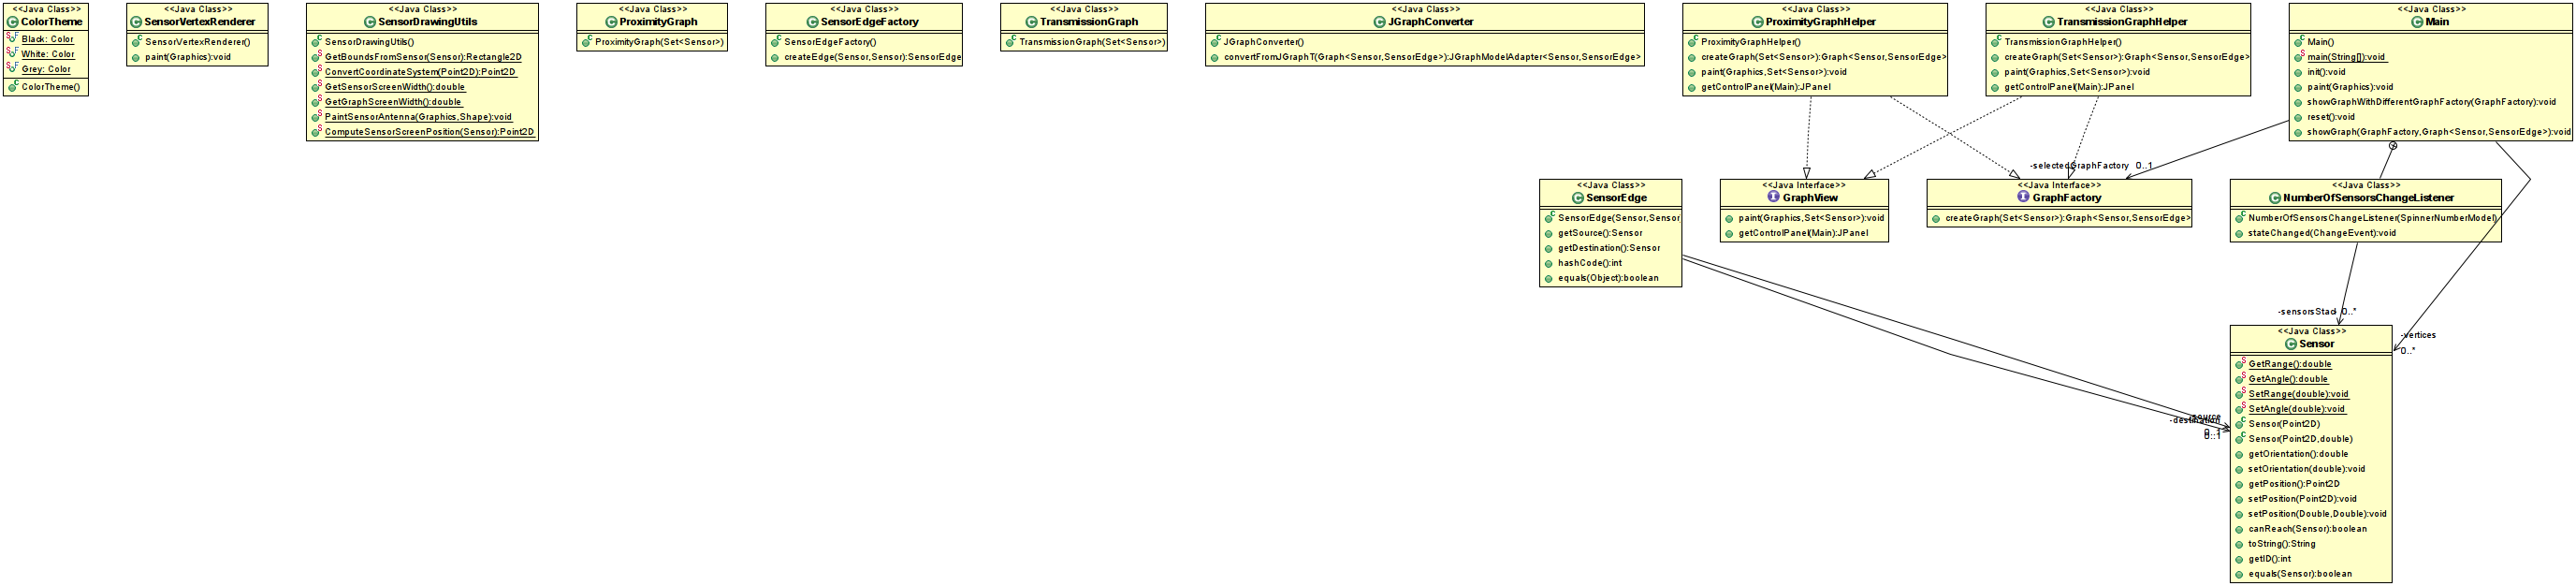 <<Java Class>>
ColorTheme
Black: Color
White: Color
Grey: Color
ColorTheme()
<<Java Class>>
SensorVertexRenderer
SensorVertexRenderer()
paint(Graphics):void
<<Java Class>>
SensorDrawingUtils
SensorDrawingUtils()
GetBoundsFromSensor(Sensor):Rectangle2D
ConvertCoordinateSystem(Point2D):Point2D
GetSensorScreenWidth():double
GetGraphScreenWidth():double
PaintSensorAntenna(Graphics,Shape):void
ComputeSensorScreenPosition(Sensor):Point2D
<<Java Class>>
ProximityGraph
ProximityGraph(Set<Sensor>)
<<Java Class>>
SensorEdgeFactory
SensorEdgeFactory()
createEdge(Sensor,Sensor):SensorEdge
<<Java Class>>
TransmissionGraph
TransmissionGraph(Set<Sensor>)
<<Java Class>>
JGraphConverter
JGraphConverter()
convertFromJGraphT(Graph<Sensor,SensorEdge>):JGraphModelAdapter<Sensor,SensorEdge>
<<Java Class>>
ProximityGraphHelper
ProximityGraphHelper()
createGraph(Set<Sensor>):Graph<Sensor,SensorEdge>
paint(Graphics,Set<Sensor>):void
getControlPanel(Main):JPanel
<<Java Class>>
TransmissionGraphHelper
TransmissionGraphHelper()
createGraph(Set<Sensor>):Graph<Sensor,SensorEdge>
paint(Graphics,Set<Sensor>):void
getControlPanel(Main):JPanel
<<Java Class>>
Main
Main()
main(String[]):void
init():void
paint(Graphics):void
showGraphWithDifferentGraphFactory(GraphFactory):void
reset():void
showGraph(GraphFactory,Graph<Sensor,SensorEdge>):void
-selectedGraphFactory 0..1
<<Java Class>>
SensorEdge
SensorEdge(Sensor,Sensor
getSource():Sensor
getDestination():Sensor
hashCode():int
equals(Object):boolean
<<Java Interface>>
GraphView
paint(Graphics,Set<Sensor>):void
getControlPanel(Main):JPanel
<<Java Interface>>
GraphFactory
createGraph(Set<Sensor>):Graph<Sensor,SensorEdge>
<<Java Class>>
NumberOfSensorsChangeListener
NumberOfSensorsChangeListener(SpinnerNumberModel)
stateChanged(ChangeEvent):void
-sensorsStack 0..*
-vertices
0..*
-source
0..1
-destination
0..1
<<Java Class>>
Sensor
GetRange():double
GetAngle():double
SetRange(double):void
SetAngle(double):void
Sensor(Point2D)
Sensor(Point2D,double)
getOrientation():double
setOrientation(double):void
getPosition():Point2D
setPosition(Point2D):void
setPosition(Double,Double):void
canReach(Sensor):boolean
toString():String
getID():int
equals(Sensor):boolean